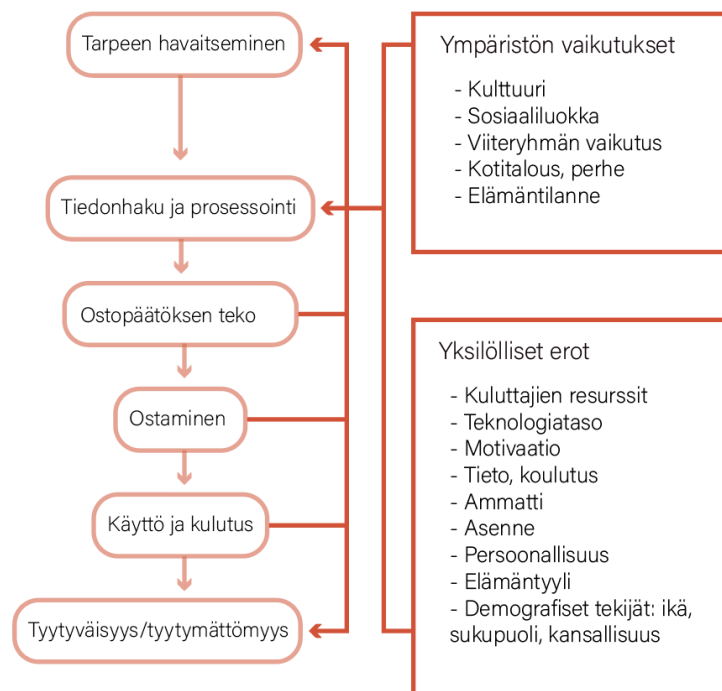 Tarpeen havaitseminen
Tiedonhaku ja prosessointi
Ostopäätöksen teko
Ostaminen
Käyttö ja kulutus
Tyytyväisyys/tyytymättömyys
Ympäristön vaikutukset
- Kulttuuri
- Sosiaaliluokka
- Viiteryhmän vaikutus
- Kotitalous, perhe
- Elämäntilanne
Yksilölliset erot
- Kuluttajien resurssit
- Teknologiataso
- Motivaatio
- Tieto, koulutus
- Ammatti
- Asenne
- Persoonallisuus
- Elämäntyyli
- Demografiset tekijät: ikä,
sukupuoli, kansallisuus